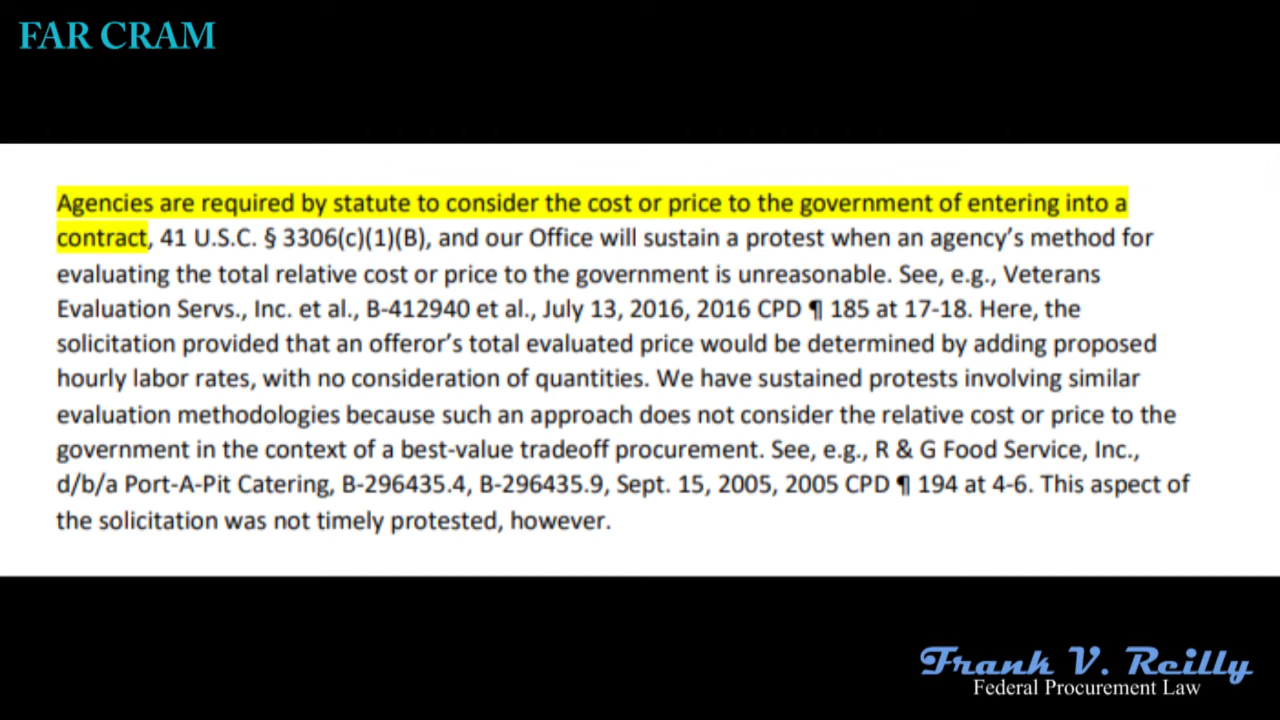 FAR CRAM
Agencies are required by statute to consider the cost or price to the government of entering into a
contract, 41 U.S.C. § 3306(c)(1)(B), and our Office will sustain a protest when an agency's method for
evaluating the total relative cost or price to the government is unreasonable. See, e.g., Veterans
Evaluation Servs., Inc. et al., B-412940 et al., July 13, 2016, 2016 CPD ¶ 185 at 17-18. Here, the
solicitation provided that an offeror's total evaluated price would be determined by adding proposed
hourly labor rates, with no consideration of quantities. We have sustained protests involving similar
evaluation methodologies because such an approach does not consider the relative cost or price to the
government in the context of a best-value tradeoff procurement. See, e.g., R & G Food Service, Inc.,
d/b/a Port-A-Pit Catering, B-296435.4, B-296435.9, Sept. 15, 2005, 2005 CPD ¶ 194 at 4-6. This aspect of
the solicitation was not timely protested, however.
Frank V. Reilly
Federal Procurement Law